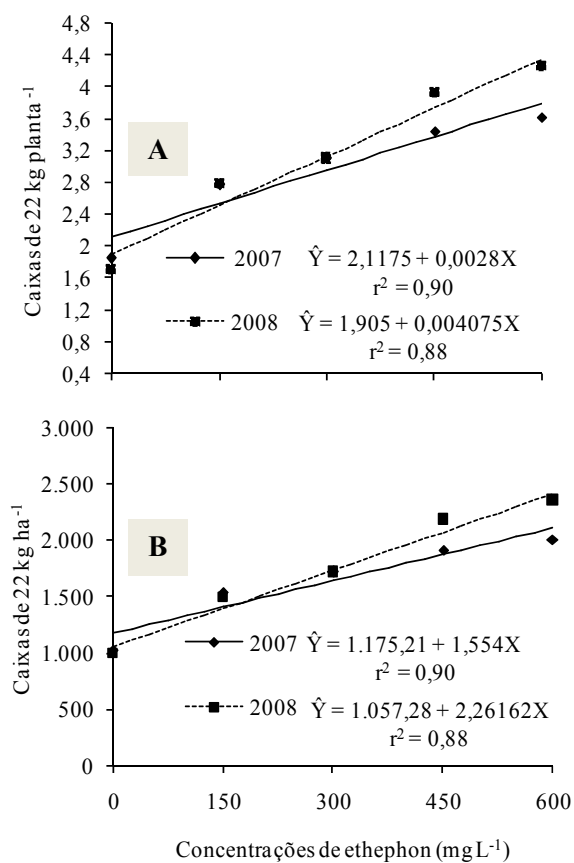 4,8
4,4
4
3,6
3,2
2,8
2,4
2
1,6
1,2
0,8
0,4
Caixas de 22 kg planta -1
A
2007 Ŷ = 2,1175 + 0,0028X
r² = 0,90
2008 Ŷ = 1,905 + 0,004075X
r² = 0,88
3.000
2.500
2.000
1.500
1.000
500
0
Caixas de 22 kg ha-1
B
2007 Ŷ = 1.175,21 + 1,554X
r² = 0,90
2008 Ŷ = 1.057,28 + 2,26162X
r² = 0,88
0 150 300 450 600
Concentrações de ethephon (mg L-1)